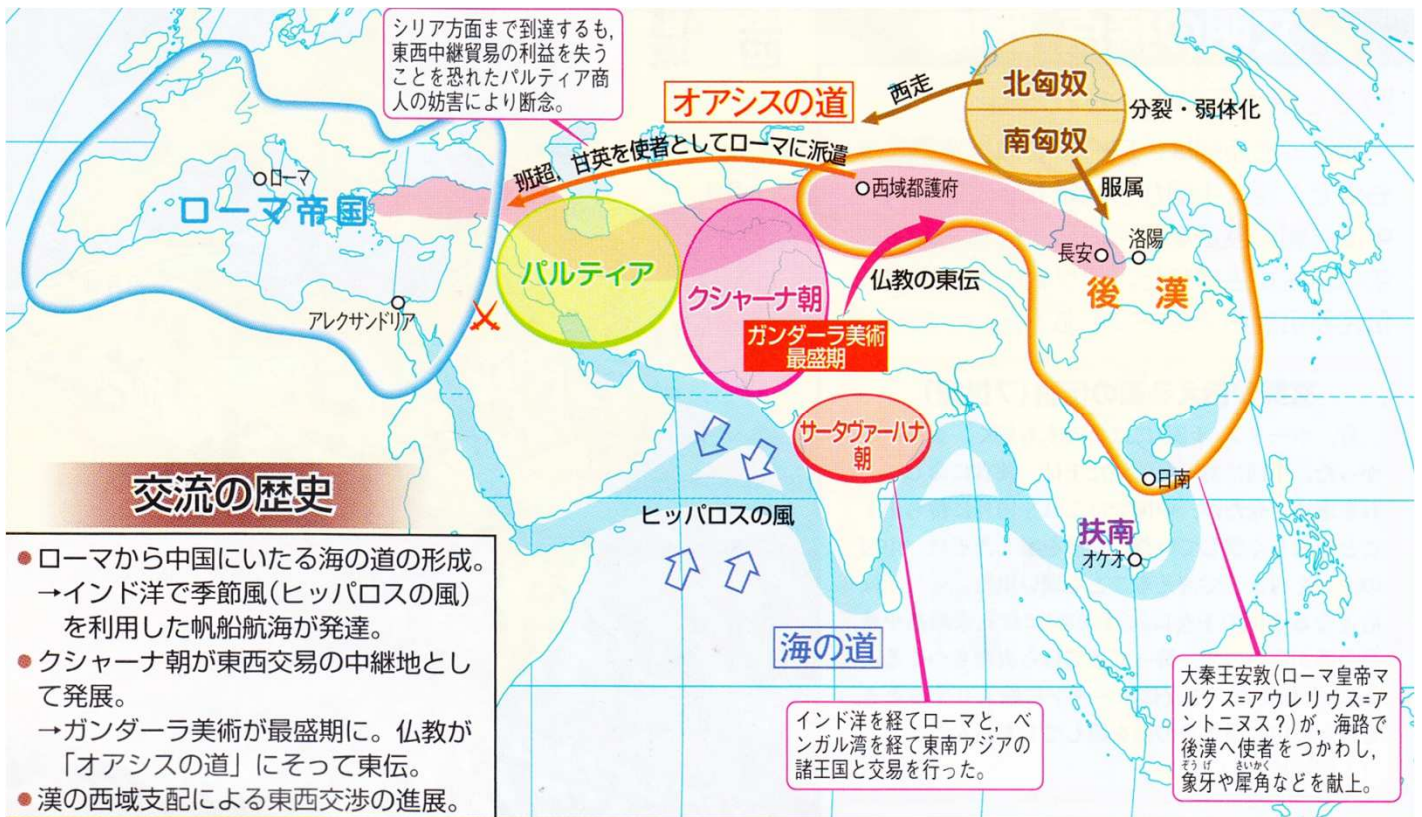 シリア方面まで到達するも,
東西中継貿易の利益を失う
ことを恐れたパルティア商
人の妨害により断念。
オアシスの道
西走
北匈奴
南匈奴
分裂・弱体化
班超,甘英を使者としてローマに派遣
服属
ローマ
ローマ帝国
西域都護府
パルティア
クシャーナ朝
仏教の東伝
長安
洛陽
後漢
アレクサンドリア
ガンダーラ美術
最盛期
サータヴァーハナ
朝
ヒッパロスの風
日南
扶南
オケオ
海の道
交流の歴史
●ローマから中国にいたる海の道の形成。
→インド洋で季節風(ヒッパロスの風)
を利用した帆船航海が発達。
●クシャーナ朝が東西交易の中継地とし
て発展。
→ガンダーラ美術が最盛期に。仏教が
「オアシスの道」にそって東伝。
●漢の西域支配による東西交渉の進展。
インド洋を経てローマと,ベ
ンガル湾を経て東南アジアの
諸王国と交易を行った。
大秦王安敦(ローマ皇帝マ
ルクス=アウレリウス=ア
ントニヌス?)が,海路で
後漢へ使者をつかわし,
ぞうげ さいかく
象牙や犀角などを献上。